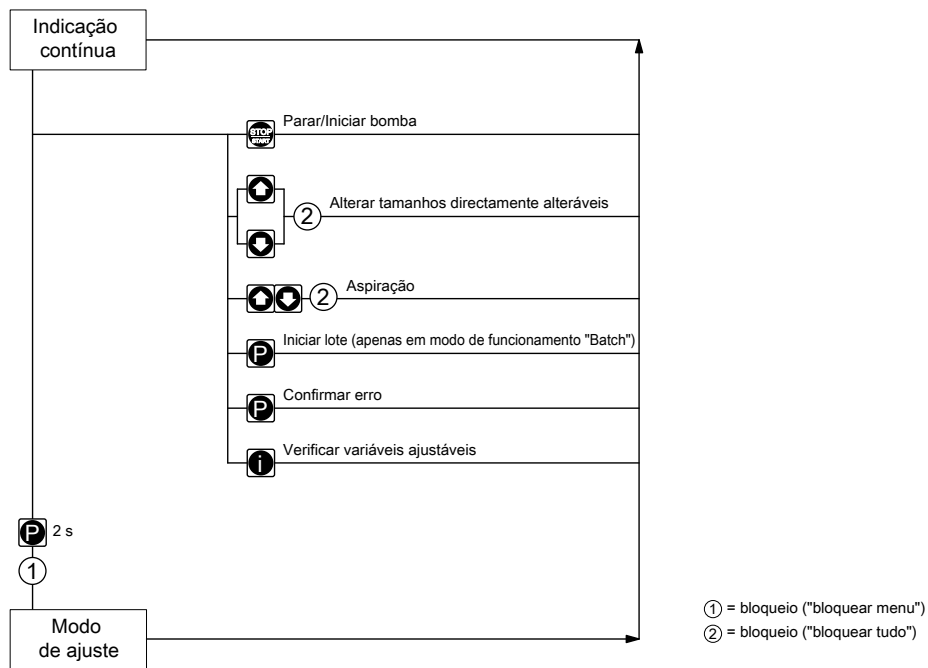 Indicação
contínua
STOP
START
Parar/Iniciar bomba
2
Alterar tamanhos directamente alteráveis
2
Aspiração
P
Iniciar lote (apenas em modo de funcionamento "Batch")
P
Confirmar erro
i
Verificar variáveis ajustáveis
P 2 s
1
Modo
de ajuste
1 = bloqueio ("bloquear menu")
2 = bloqueio ("bloquear tudo")